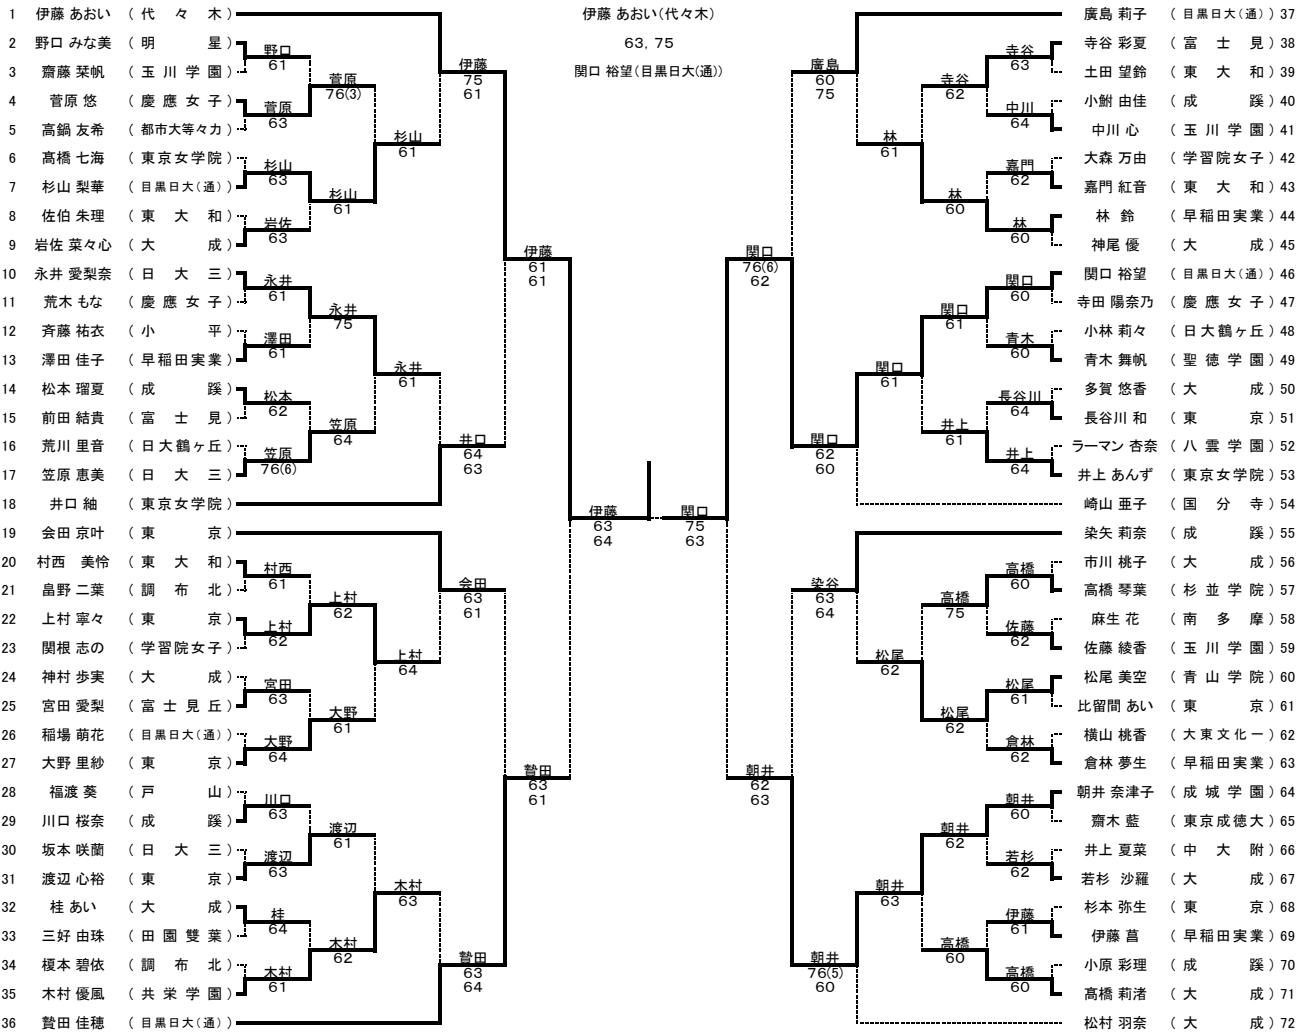 伊藤 あおい(代々木)
63, 75
関口 裕望(目黒日大(通))
1 伊藤 あおい (代々木)
2 野口 みな美 (明星)
3 齋藤 栞帆 (玉川学園)
4 菅原 悠 (慶應女子)
5 高鍋 友希 (都市大等々力)
6 髙橋 七海 (東京女学院)
7 杉山 梨華 (目黒日大(通))
8 佐伯 朱理 (東大和)
9 岩佐 菜々心 (大成)
10 永井 愛梨奈 (日大三)
11 荒木 もな (慶應女子)
12 斉藤 祐衣 (小平)
13 澤田 佳子 (早稲田実業)
14 松本 瑠夏 (成蹊)
15 前田 結貴 (富士見)
16 荒川 里音 (日大鶴ヶ丘)
17 笠原 恵美 (日大三)
18 井口 紬 (東京女学院)
19 会田 京叶 (東京)
20 村西 美怜 (東大和)
21 畠野 二葉 (調布北)
22 上村 寧々 (東京)
23 関根 志の (学習院女子)
24 神村 歩実 (大成)
25 宮田 愛梨 (富士見丘)
26 稲場 萌花 (目黒日大(通))
27 大野 里紗 (東京)
28 福渡 葵 (戸山)
29 川口 桜奈 (成蹊)
30 坂本 咲蘭 (日大三)
31 渡辺 心裕 (東京)
32 桂 あい (大成)
33 三好 由珠 (田園雙葉)
34 榎本 碧依 (調布北)
35 木村 優風 (共栄学園)
36 贄田 佳穂 (目黒日大(通))
野口
61
菅原
63
杉山
63
岩佐
63
永井
61
澤田
61
松本
62
笠原
76(6)
村西
61
上村
62
宮田
63
大野
64
川口
63
渡辺
63
桂
64
木村
61
菅原
76(3)
杉山
61
永井
75
笠原
64
上村
62
大野
61
渡辺
61
木村
62
杉山
61
永井
61
上村
64
木村
63
伊藤
75
61
井口
64
63
会田
63
61
贄田
63
64
伊藤
61
61
贄田
63
61
伊藤
63
64
関口
75
63
関口
76(6)
62
朝井
62
63
廣島
60
75
関口
62
60
染谷
63
64
朝井
76(5)
60
林
61
関口
61
松尾
62
朝井
63
寺谷
62
林
60
関口
61
井上
61
高橋
75
松尾
62
朝井
62
高橋
60
寺谷
63
中川
64
嘉門
62
林
60
関口
60
青木
60
長谷川
64
井上
64
高橋
60
佐藤
62
松尾
61
倉林
62
朝井
60
若杉
62
伊藤
61
高橋
60
廣島 莉子 (目黒日大(通)) 37
寺谷 彩夏 (富士見) 38
土田 望鈴 (東大和) 39
小鮒 由佳 (成蹊) 40
中川 心 (玉川学園) 41
大森 万由 (学習院女子) 42
嘉門 紅音 (東大和) 43
林 鈴 (早稲田実業) 44
神尾 優 (大成) 45
関口 裕望 (目黒日大(通)) 46
寺田 陽奈乃 (慶應女子) 47
小林 莉々 (日大鶴ヶ丘) 48
青木 舞帆 (聖徳学園) 49
多賀 悠香 (大成) 50
長谷川 和 (東京) 51
ラーマン 杏奈 (八雲学園) 52
井上 あんず (東京女学院) 53
崎山 亜子 (国分寺) 54
染矢 莉奈 (成蹊) 55
市川 桃子 (大成) 56
高橋 琴葉 (杉並学院) 57
麻生 花 (南多摩) 58
佐藤 綾香 (玉川学園) 59
松尾 美空 (青山学院) 60
比留間 あい (東京) 61
横山 桃香 (大東文化一) 62
倉林 夢生 (早稲田実業) 63
朝井 奈津子 (成城学園) 64
齋木 藍 (東京成徳大) 65
井上 夏菜 (中大附) 66
若杉 沙羅 (大成) 67
杉本 弥生 (東京) 68
伊藤 菖 (早稲田実業) 69
小原 彩理 (成蹊) 70
髙橋 莉渚 (大成) 71
松村 羽奈 (大成) 72